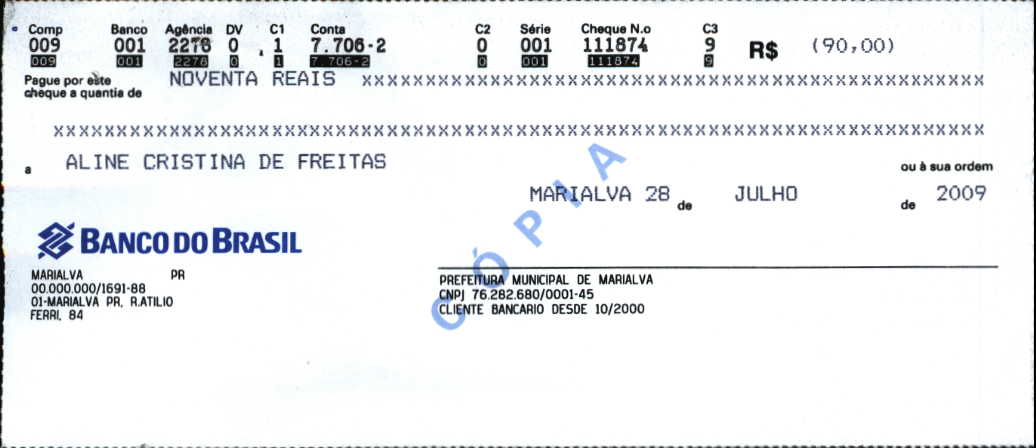 Comp Banco Agência DV C1 Conta C2 Série Cheque N.o C3
009 001 2276 0 1 7.706-2 0 001 111874 9 R$ (90,00)
009 001 2276 0 1 7.706-2 0 001 111874 9
Pague por este
cheque a quantia de NOVENTA REAIS XXXXXXXXXXXXXXXXXXXXXXXXXXXXXXXXXXXXXXXXXXXXXXXXX
XXXXXXXXXXXXXXXXXXXXXXXXXXXXXXXXXXXXXXXXXXXXXXXXXXXXXXXXXXXXXXXXXXXXXXXXX
a ALINE CRISTINA DE FREITAS ou à sua ordem
MARIALVA 28 de JULHO de 2009
CÓPIA
BANCO DO BRASIL
MARIALVA PR
00.000.000/1691-88
01-MARIALVA PR, R.ATILIO
FERRI, 84
PREFEITURA MUNICIPAL DE MARIALVA
CNPJ 76.282.680/0001-45
CLIENTE BANCARIO DESDE 10/2000